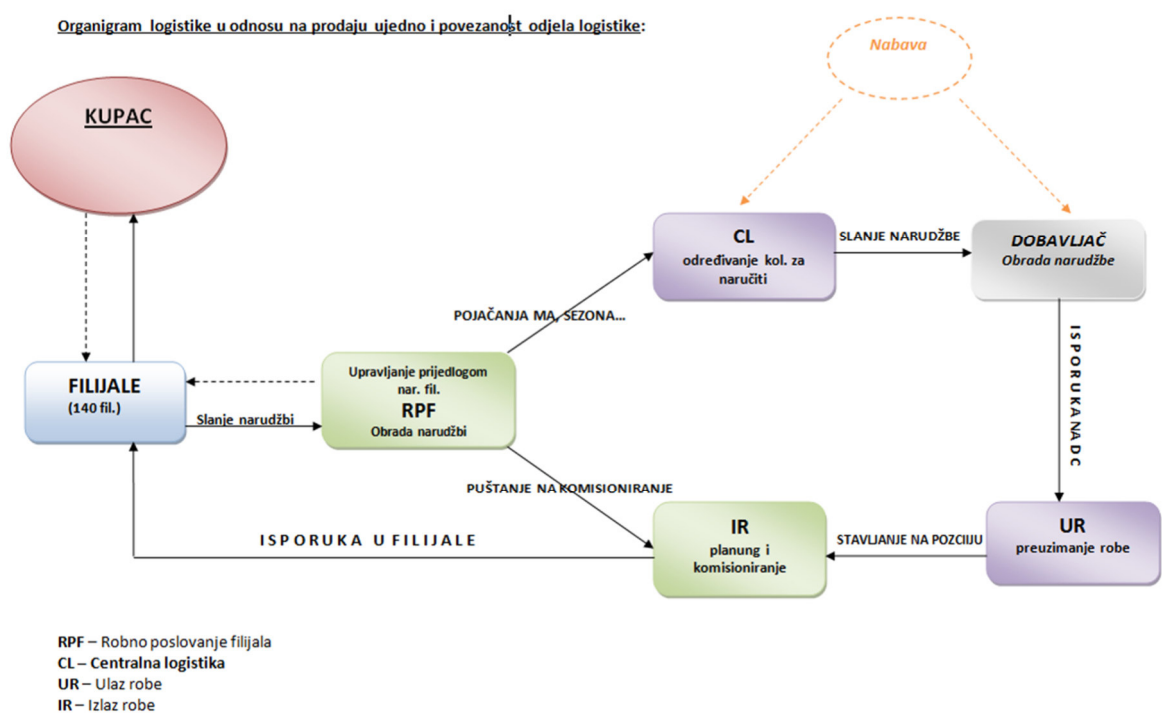 Organigram logistike u odnosu na prodaju ujedno i povezanost odjela logistike:
Nabava
KUPAC
CL
određivanje kol. za
naručiti
SLANJE NARUDŽBE
DOBAVLJAČ
Obrada narudžbe
POJAČANJA MA, SEZONA...
ISPORUKA NA DC
FILIJALE
(140 fil.)
Slanje narudžbi
Upravljanje prijedlogom
nar. fil.
RPF
Obrada narudžbi
PUŠTANJE NA KOMISIONIRANJE
ISPORUKA U FILIJALE
IR
planung i
komisioniranje
STAVLJANJE NA POZCIIJU
UR
preuzimanje robe
RPF – Robno poslovanje filijala
CL – Centralna logistika
UR – Ulaz robe
IR – Izlaz robe